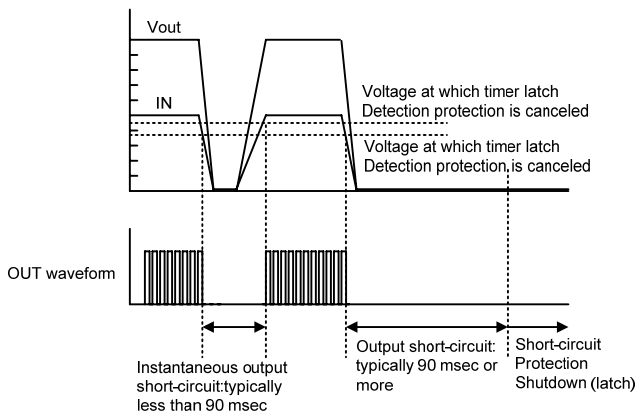 Vout
IN
Voltage at which timer latch
Detection protection is canceled
Voltage at which timer latch
Detection protection is canceled
OUT waveform
Instantaneous output
short-circuit:typically
less than 90 msec
Output short-circuit:
typically 90 msec or
more
Short-circuit
Protection
Shutdown (latch)